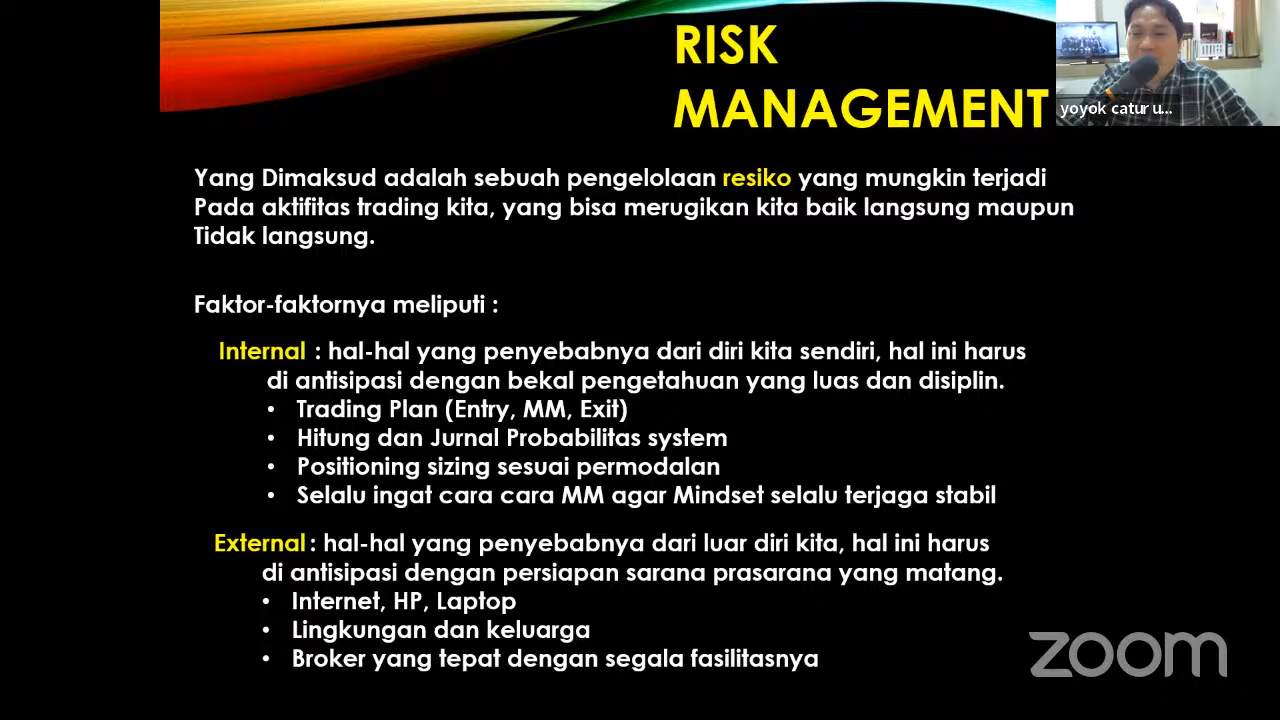 RISK
MANAGEMENT
yoyok catur u...
Yang Dimaksud adalah sebuah pengelolaan resiko yang mungkin terjadi
Pada aktifitas trading kita, yang bisa merugikan kita baik langsung maupun
Tidak langsung.
Faktor-faktornya meliputi :
Internal : hal-hal yang penyebabnya dari diri kita sendiri, hal ini harus
di antisipasi dengan bekal pengetahuan yang luas dan disiplin.
• Trading Plan (Entry, MM, Exit)
• Hitung dan Jurnal Probabilitas system
• Positioning sizing sesuai permodalan
• Selalu ingat cara cara MM agar Mindset selalu terjaga stabil
External : hal-hal yang penyebabnya dari luar diri kita, hal ini harus
di antisipasi dengan persiapan sarana prasarana yang matang.
• Internet, HP, Laptop
• Lingkungan dan keluarga
• Broker yang tepat dengan segala fasilitasnya
zoom